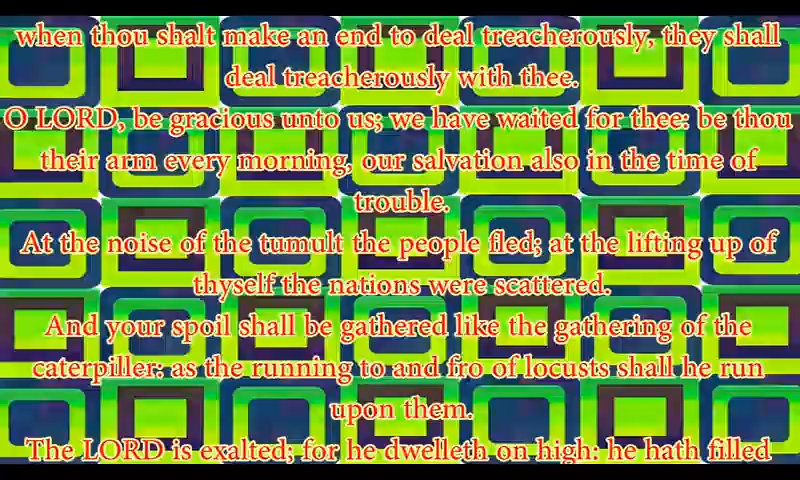 when thou shalt make an end to deal treacherously, they shall
deal treacherously with thee.
O LORD, be gracious unto us; we have waited for thee: be thou
their arm every morning, our salvation also in the time of
trouble.
At the noise of the tumult the people fled; at the lifting up of
thyself the nations were scattered.
And your spoil shall be gathered like the gathering of the
caterpiller: as the running to and fro of locusts shall he run
upon them.
The LORD is exalted; for he dwelleth on high: he hath filled